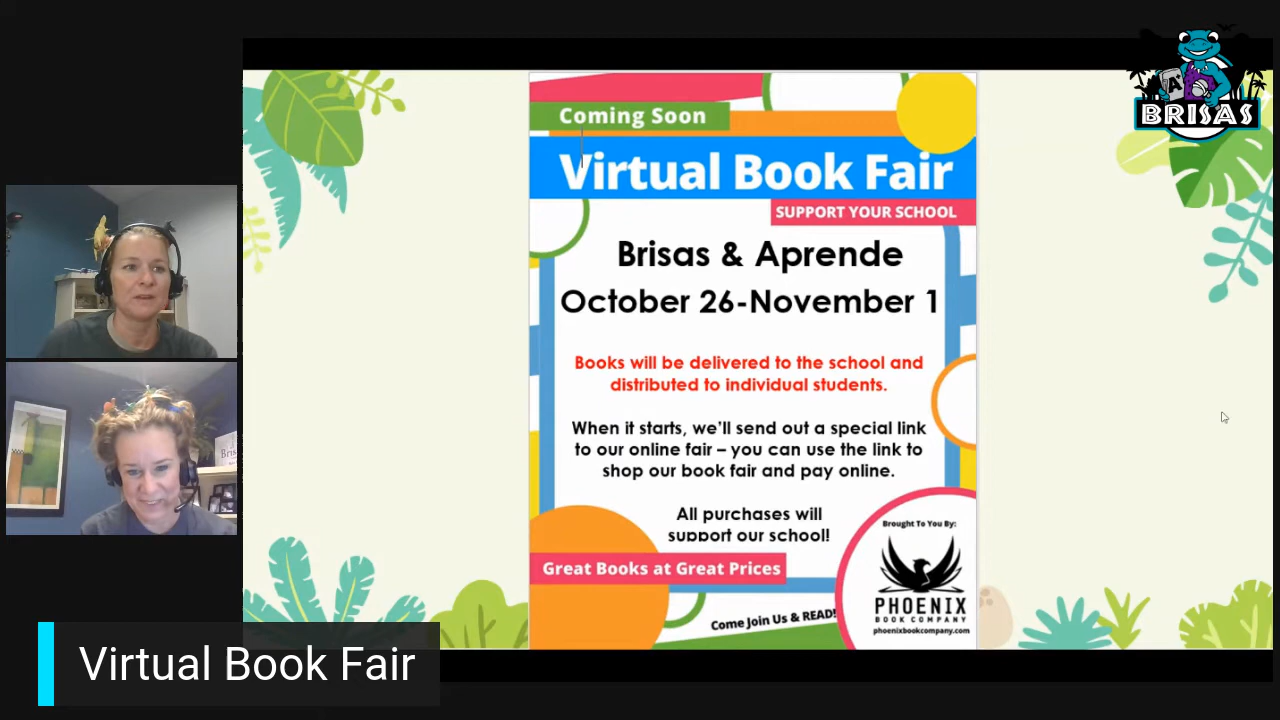 BRISAS
A
Coming Soon
Virtual Book Fair
SUPPORT YOUR SCHOOL
Brisas & Aprende
October 26-November 1
Books will be delivered to the school and
distributed to individual students.
When it starts, we'll send out a special link
to our online fair – you can use the link to
shop our book fair and pay online.
All purchases will
support our school!
Great Books at Great Prices
Brought To You By:
PHOENIX
BOOK COMPANY
phoenixbookcompany.com
Come Join Us & READ!
Virtual Book Fair